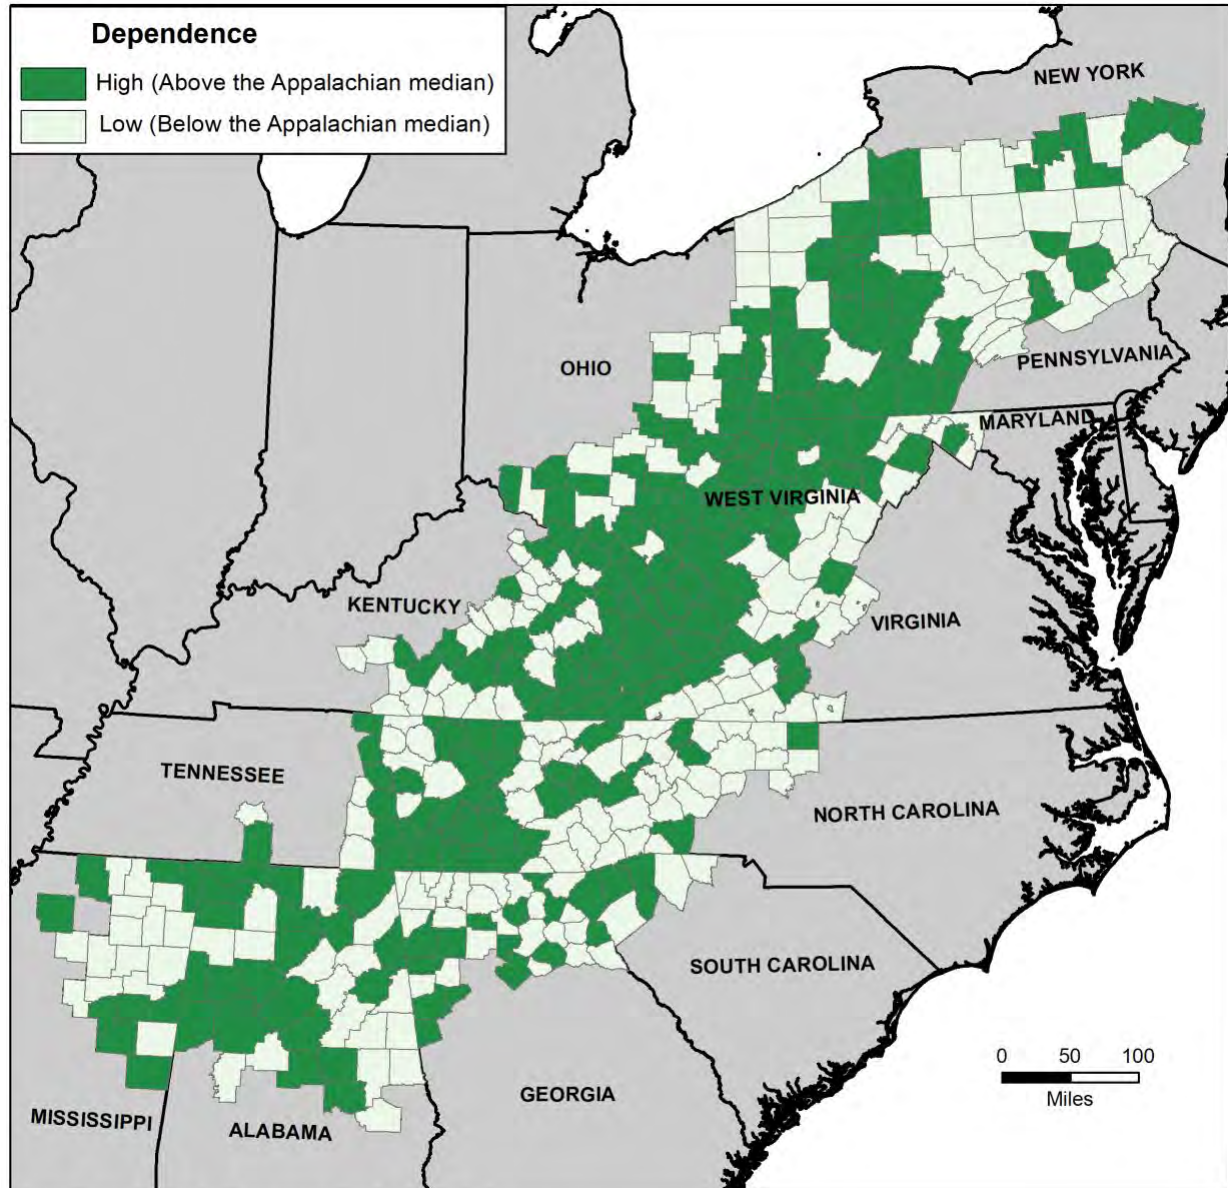 Dependence
High (Above the Appalachian median)
Low (Below the Appalachian median)
NEW YORK
OHIO
PENNSYLVANIA
MARYLAND
WEST VIRGINIA
KENTUCKY
VIRGINIA
TENNESSEE
NORTH CAROLINA
SOUTH CAROLINA
0 50 100
Miles
GEORGIA
MISSISSIPPI
ALABAMA